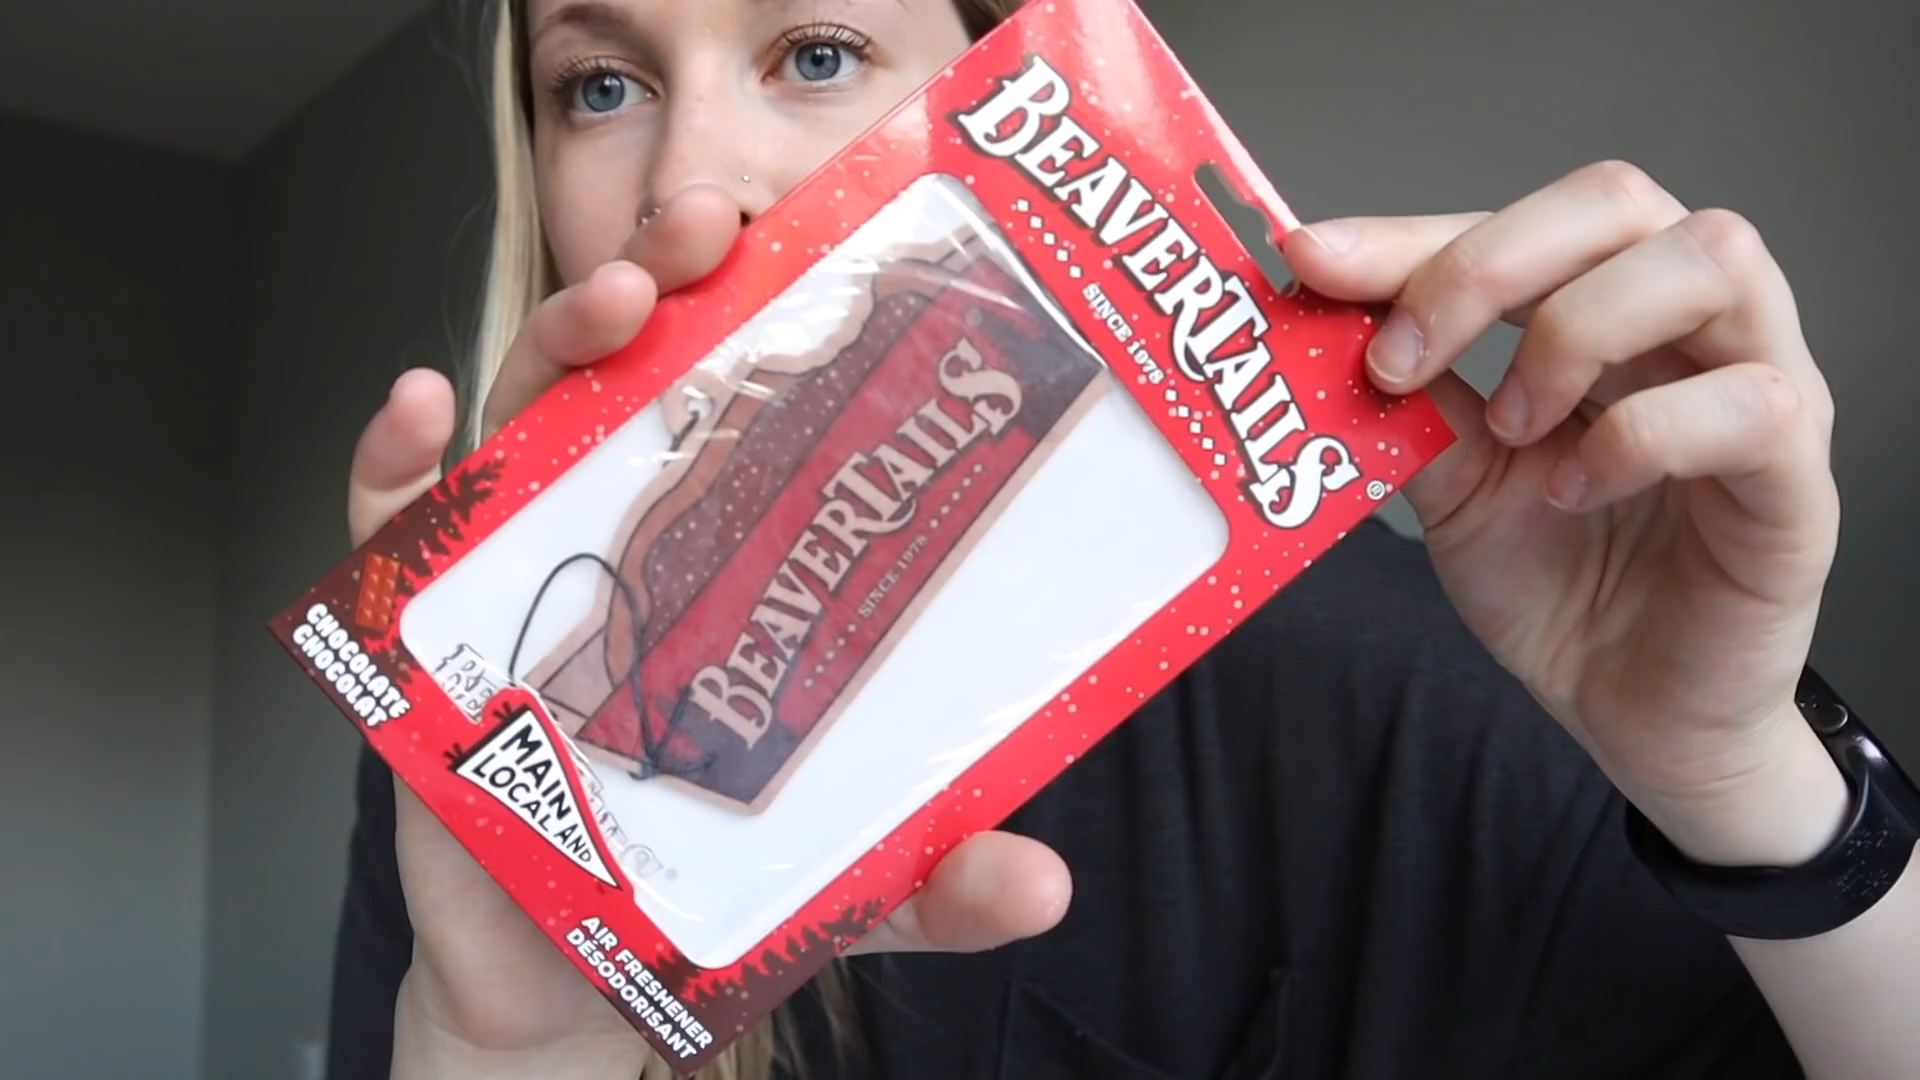 BEAVERTAILS®
SINCE 1978
BEAVERTAILS®
SINCE 1978
CHOCOLATE
CHOCOLAT
MAIN AND
LOCAL
AIR FRESHENER
DÉSODORISANT